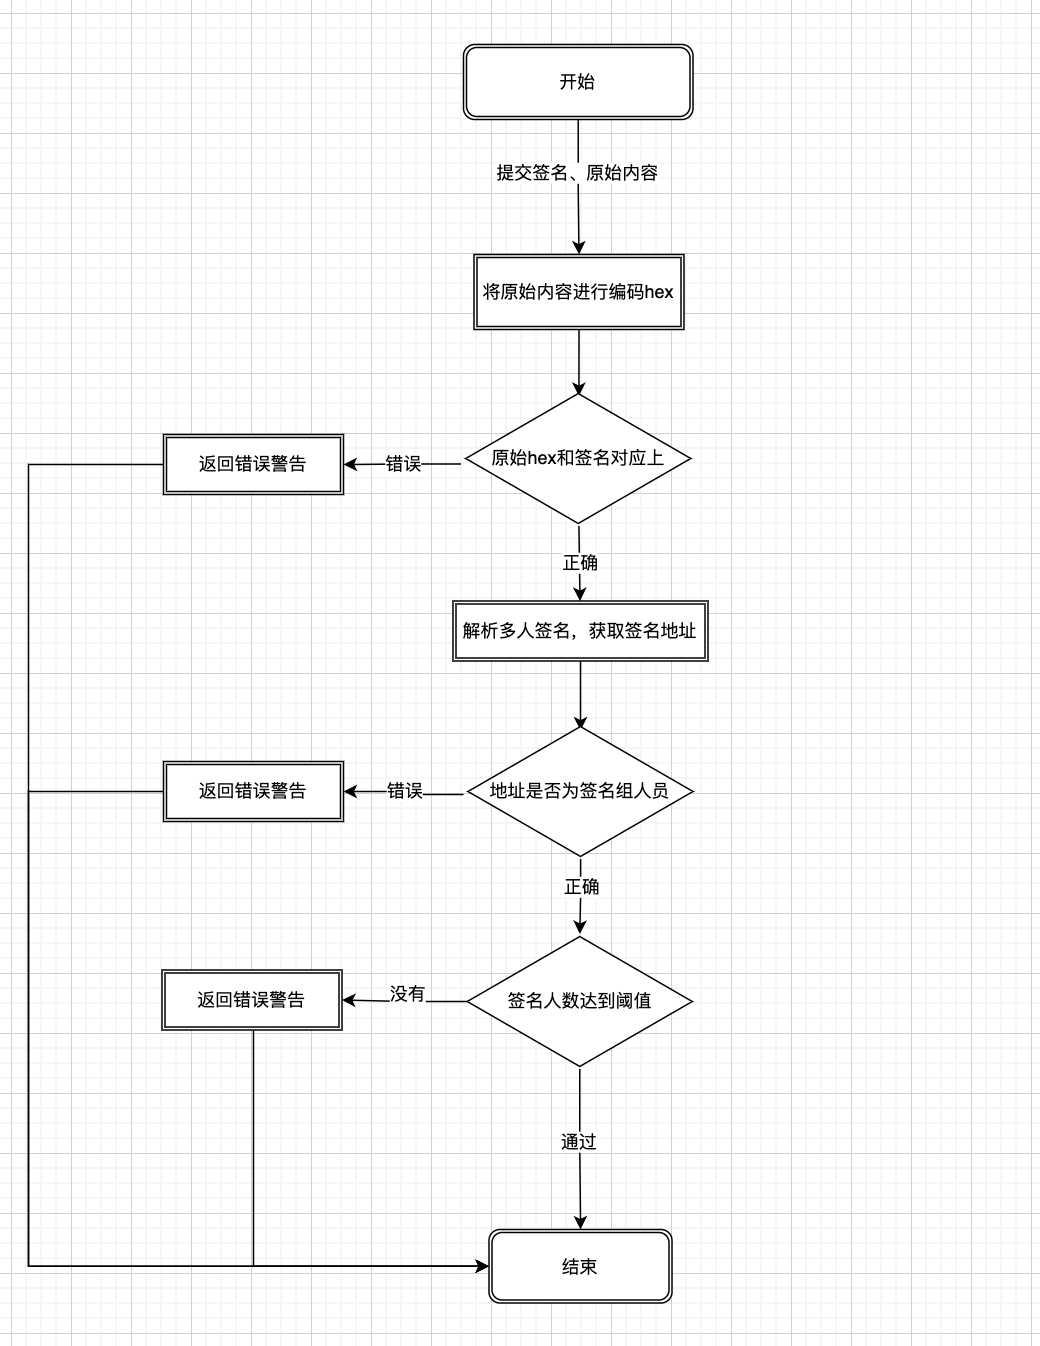 开始
提交签名、原始内容
将原始内容进行编码hex
返回错误警告
错误
原始hex和签名对应上
正确
解析多人签名，获取签名地址
返回错误警告
错误
地址是否为签名组人员
正确
返回错误警告
没有
签名人数达到阈值
通过
结束